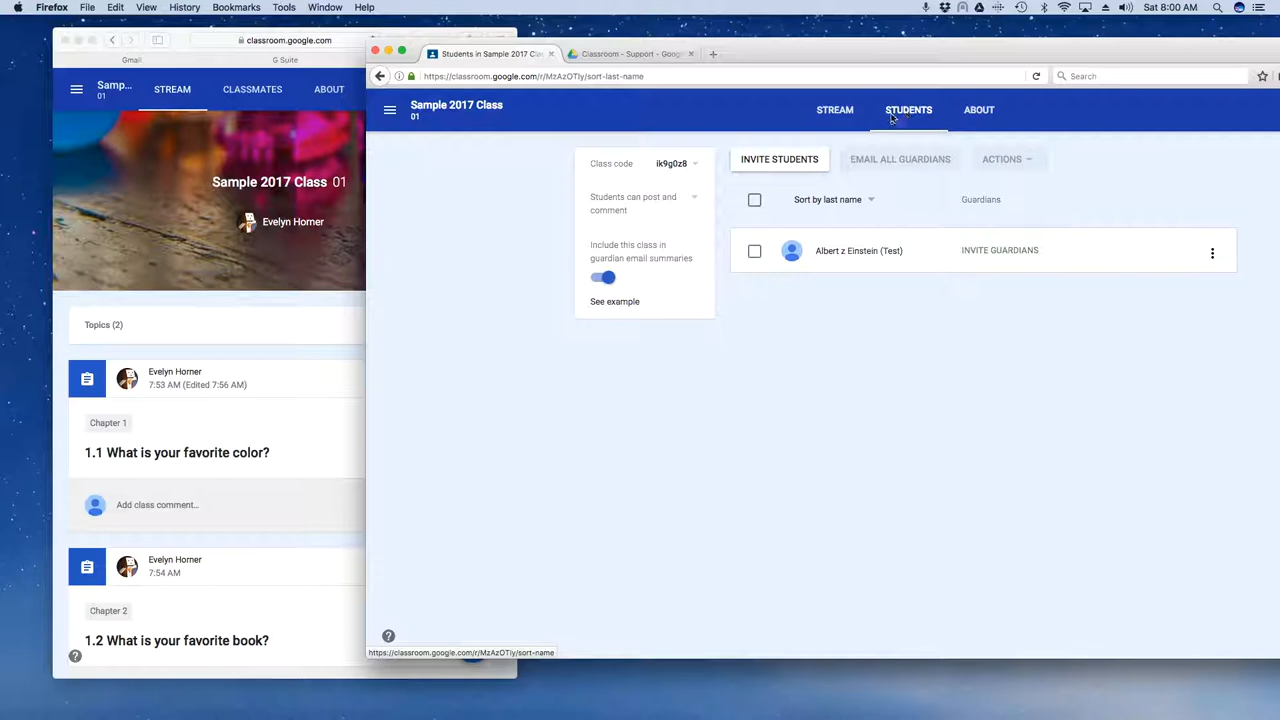 Firefox File Edit View History Bookmarks Tools Window Help
Sat 8:00 AM
classroom.google.com
Gmail G Suite
Samp...
01
STREAM CLASSMATES ABOUT
Sample 2017 Class 01
Evelyn Horner
Topics (2)
Evelyn Horner
7:53 AM (Edited 7:56 AM)
Chapter 1
1.1 What is your favorite color?
Add class comment...
Evelyn Horner
7:54 AM
Chapter 2
1.2 What is your favorite book?
?
Students in Sample 2017 Cla
Classroom - Support - Goog
https://classroom.google.com/r/MzAzOTIy/sort-last-name
Search
Sample 2017 Class
01
STREAM STUDENTS ABOUT
Class code ik9g0z8
Students can post and
comment
Include this class in
guardian email summaries
See example
INVITE STUDENTS EMAIL ALL GUARDIANS ACTIONS
Sort by last name Guardians
Albert z Einstein (Test) INVITE GUARDIANS
?
https://classroom.google.com/r/MzAzOTIy/sort-name